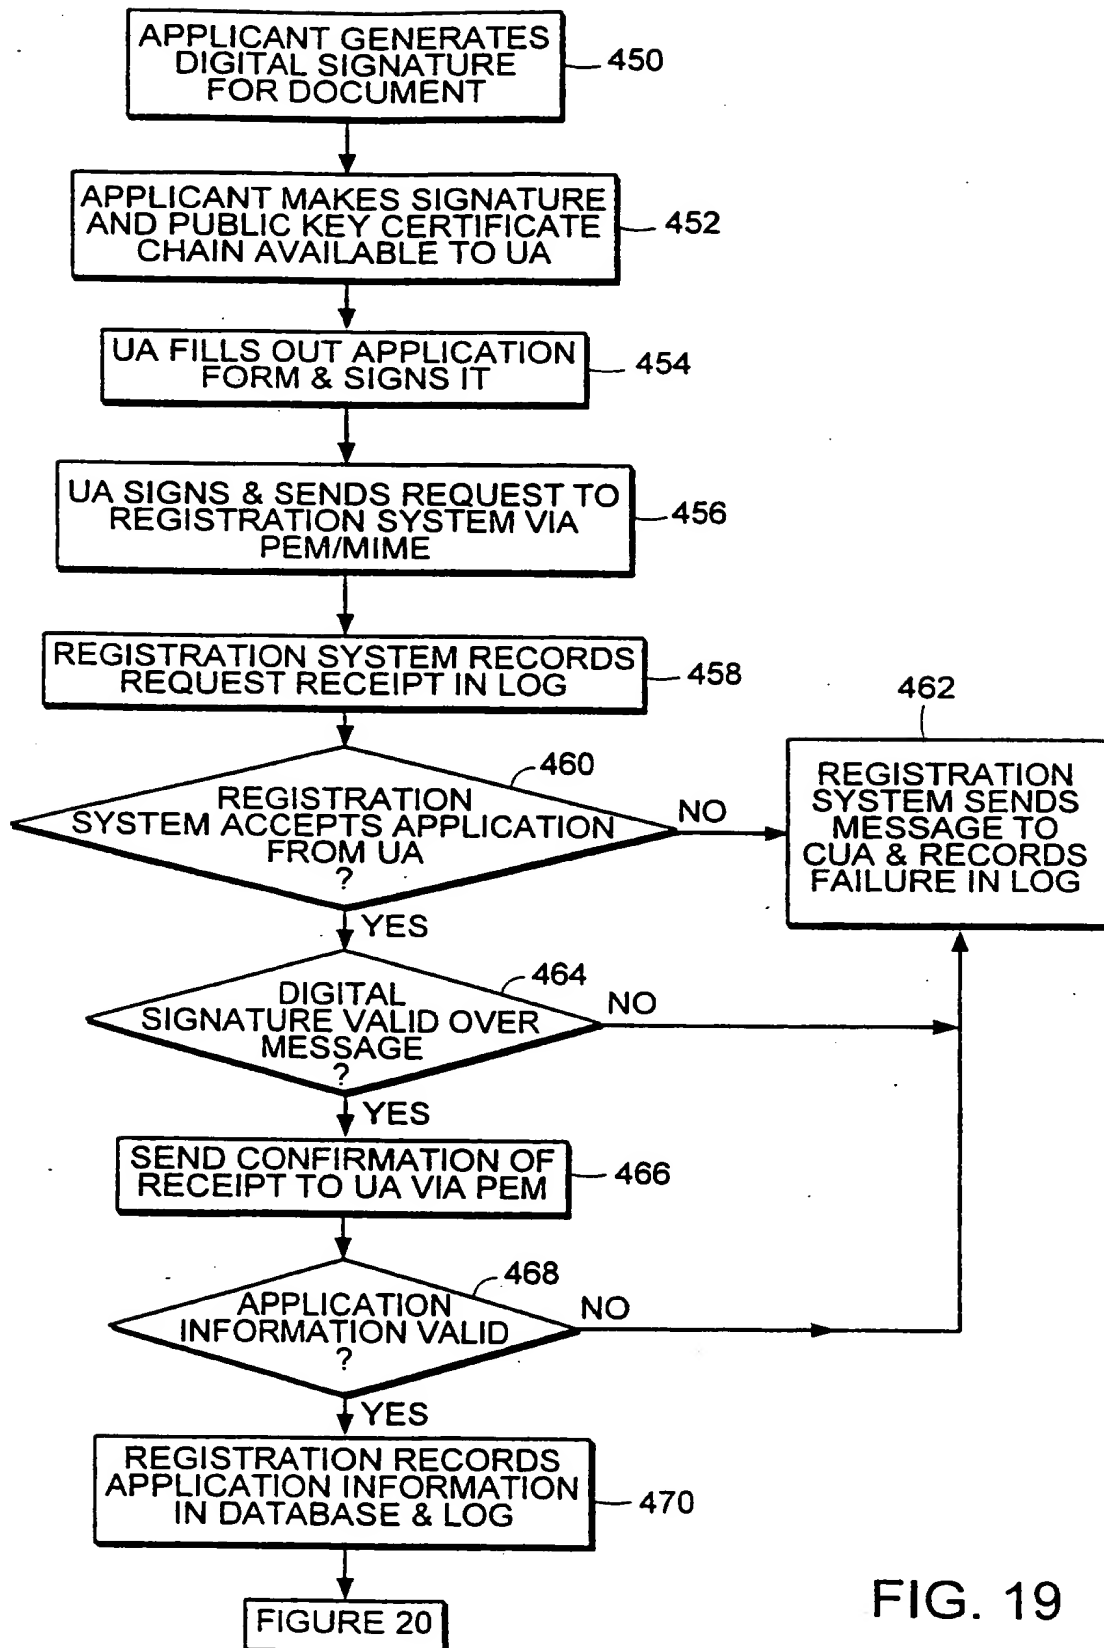 APPLICANT GENERATES
DIGITAL SIGNATURE
FOR DOCUMENT
450
APPLICANT MAKES SIGNATURE
AND PUBLIC KEY CERTIFICATE
CHAIN AVAILABLE TO UA
452
UA FILLS OUT APPLICATION
FORM & SIGNS IT
454
UA SIGNS & SENDS REQUEST TO
REGISTRATION SYSTEM VIA
PEM/MIME
456
REGISTRATION SYSTEM RECORDS
REQUEST RECEIPT IN LOG
458
460
REGISTRATION
SYSTEM ACCEPTS APPLICATION
FROM UA
?
NO
462
REGISTRATION
SYSTEM SENDS
MESSAGE TO
CUA & RECORDS
FAILURE IN LOG
YES
464
DIGITAL
SIGNATURE VALID OVER
MESSAGE
?
NO
YES
SEND CONFIRMATION OF
RECEIPT TO UA VIA PEM
466
468
APPLICATION
INFORMATION VALID
?
NO
YES
REGISTRATION RECORDS
APPLICATION INFORMATION
IN DATABASE & LOG
470
FIGURE 20
FIG. 19